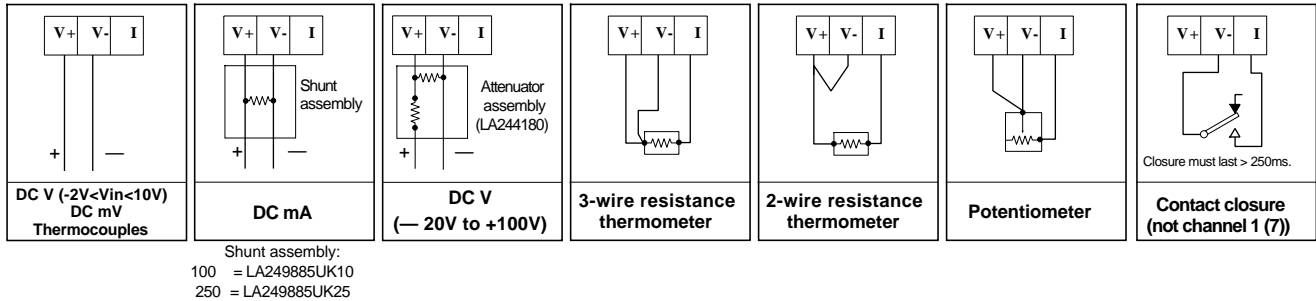 V+ V- I
+ —
DC V (-2V<Vin<10V)
DC mV
Thermocouples
V+ V- I
Shunt
assembly
+ —
DC mA
Shunt assembly:
100 = LA249885UK10
250 = LA249885UK25
V+ V- I
Attenuator
assembly
(LA244180)
+ —
DC V
(— 20V to +100V)
V+ V- I
3-wire resistance
thermometer
V+ V- I
2-wire resistance
thermometer
V+ V- I
Potentiometer
V+ V- I
Closure must last > 250ms.
Contact closure
(not channel 1 (7))